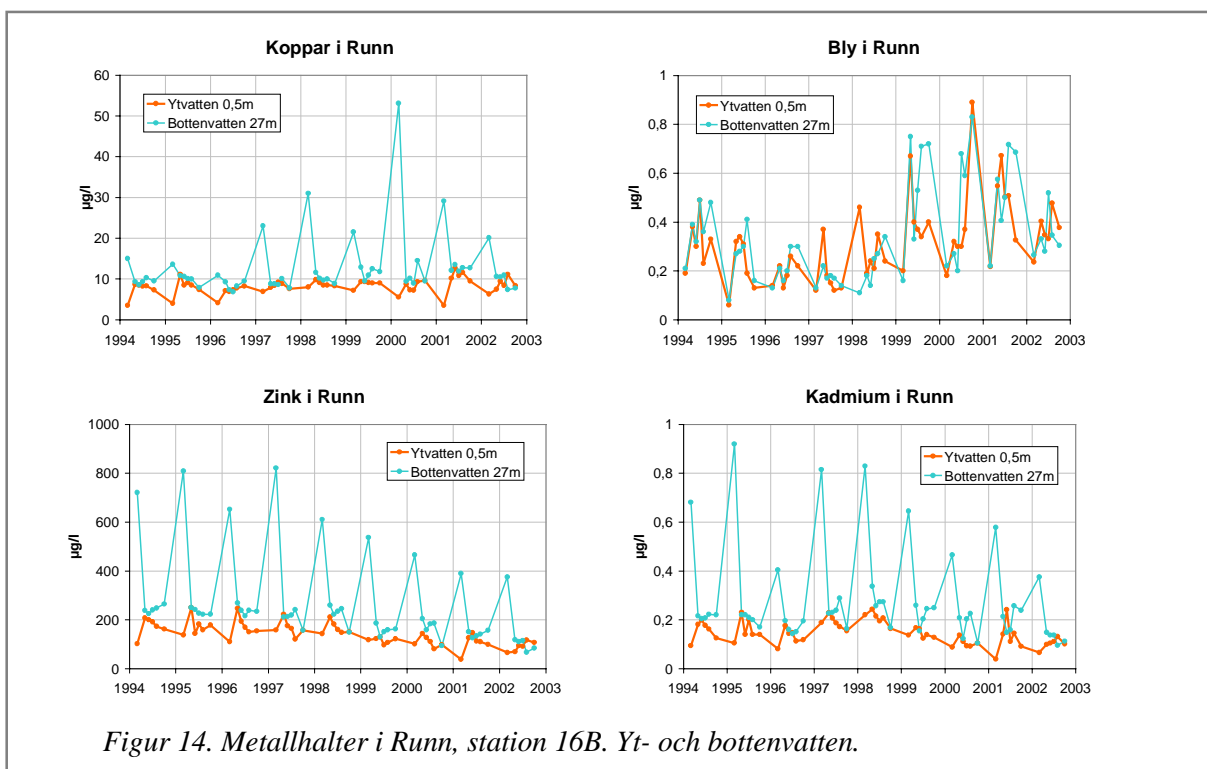 Koppar i Runn
60
50
40
30
20
10
0
µg/l
Ytvatten 0,5m
Bottenvatten 27m
1994 1995 1996 1997 1998 1999 2000 2001 2002 2003
Bly i Runn
1
0,8
0,6
0,4
0,2
0
µg/l
Ytvatten 0,5m
Bottenvatten 27m
1994 1995 1996 1997 1998 1999 2000 2001 2002 2003
Zink i Runn
1000
800
600
400
200
0
µg/l
Ytvatten 0,5m
Bottenvatten 27m
1994 1995 1996 1997 1998 1999 2000 2001 2002 2003
Kadmium i Runn
1
0,8
0,6
0,4
0,2
0
µg/l
Ytvatten 0,5m
Bottenvatten 27m
1994 1995 1996 1997 1998 1999 2000 2001 2002 2003
Figur 14. Metallhalter i Runn, station 16B. Yt- och bottenvatten.